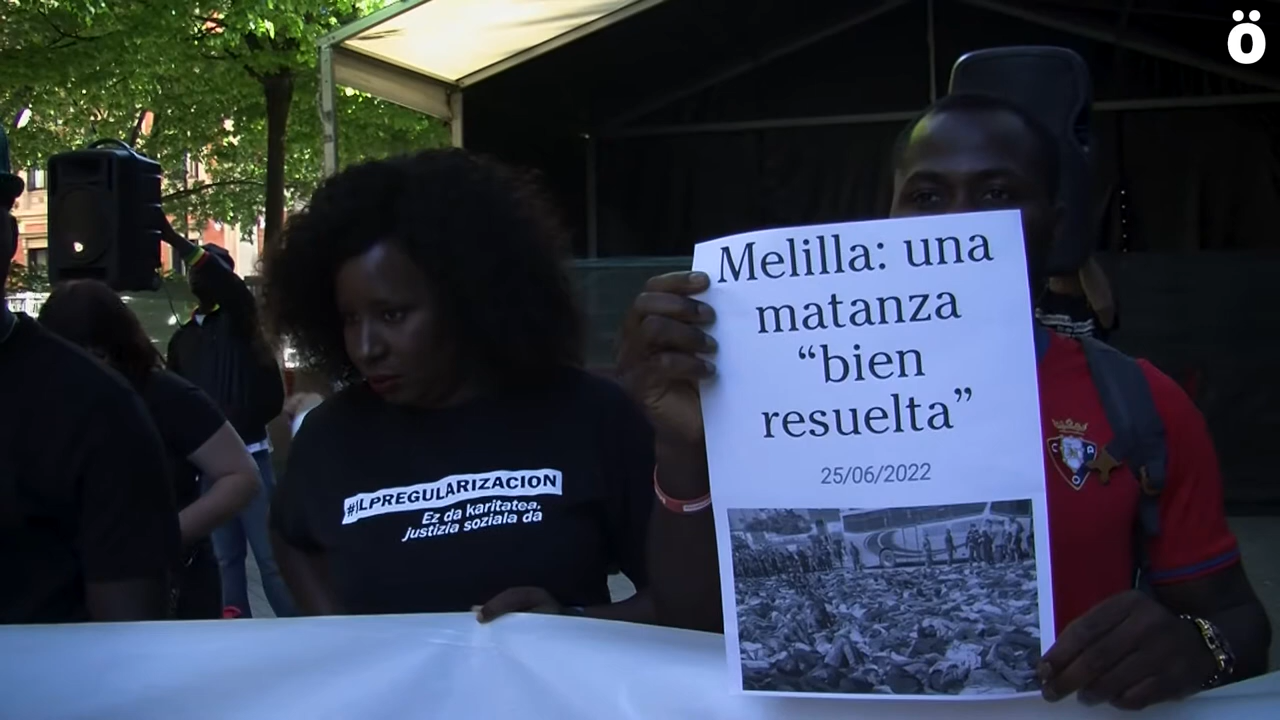 ö
Melilla: una
matanza
“bien
resuelta”
25/06/2022
#ILPREGULARIZACION
Ez da karitatea,
justizia soziala da